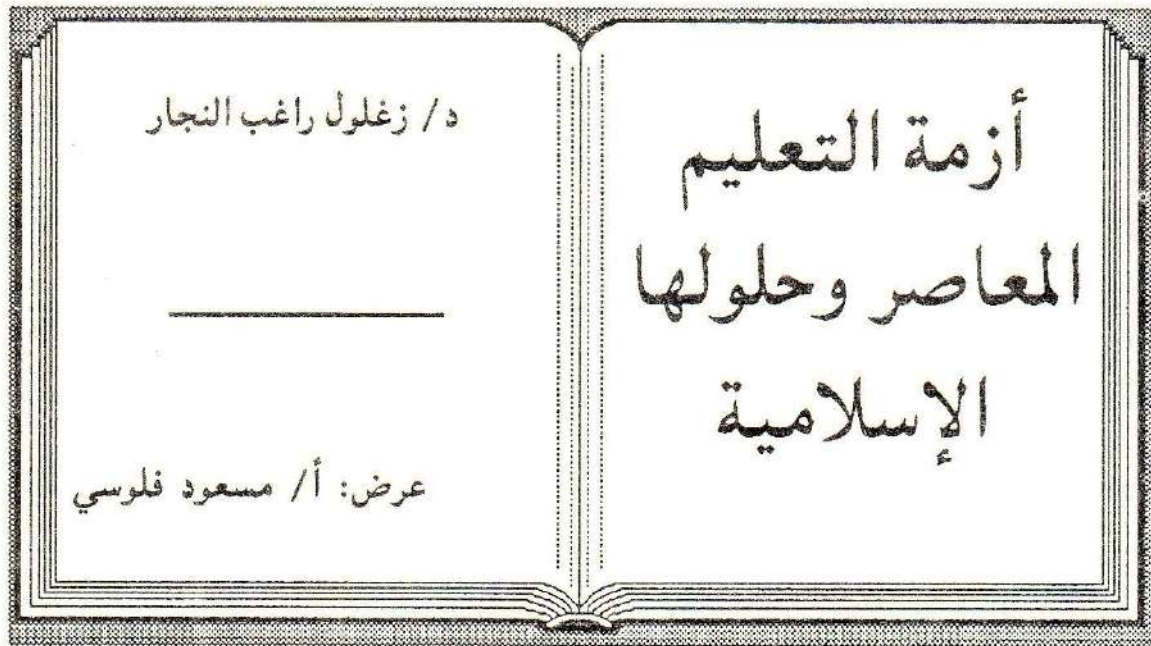 أزمة التعليم
المعاصر وحلولها
الإسلامية
د/ زغلول راغب النجار
عرض: أ/ مسعود فلوسي